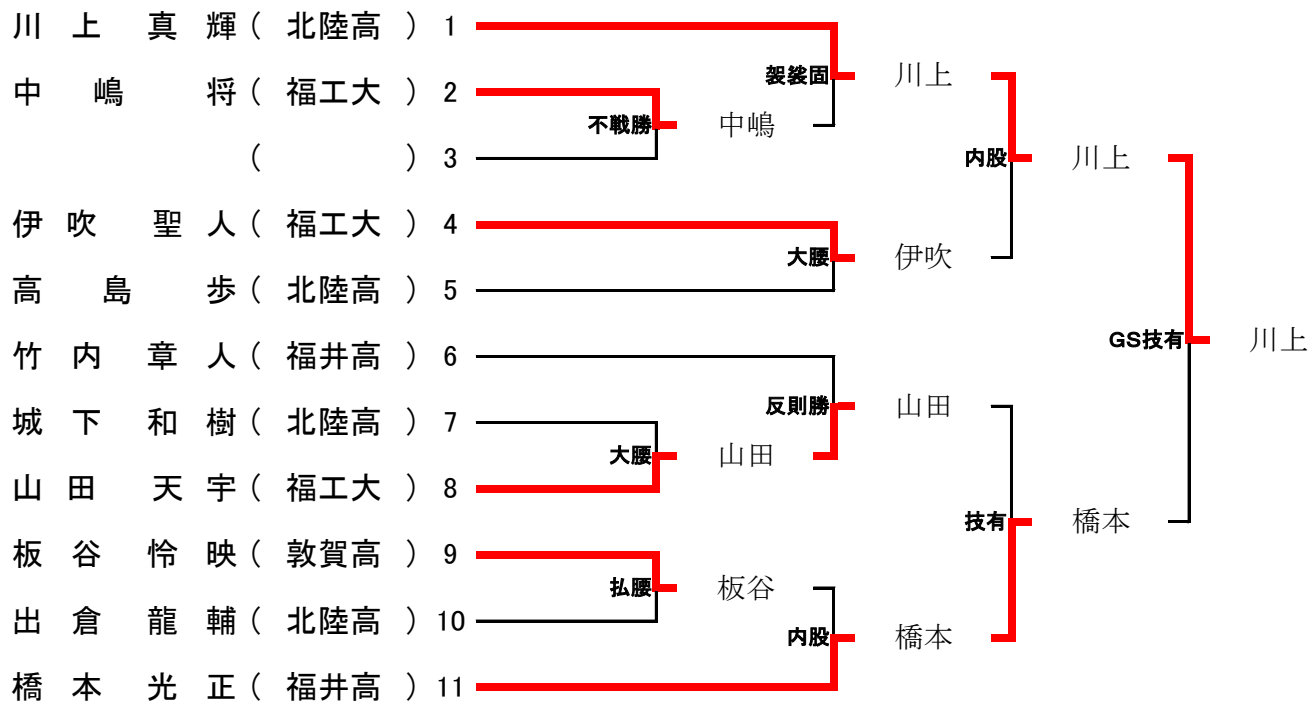 川上真輝(北陸高)1
袈裟固 川上
中嶋将(福工大)2
不戦勝 中嶋
()3
内股 川上
伊吹聖人(福工大)4
大腰 伊吹
高島歩(北陸高)5
GS技有 川上
竹内章人(福井高)6
反則勝 山田
城下和樹(北陸高)7
大腰 山田
山田天宇(福工大)8
技有 橋本
板谷怜映(敦賀高)9
払腰 板谷
出倉龍輔(北陸高)10
内股 橋本
橋本光正(福井高)11